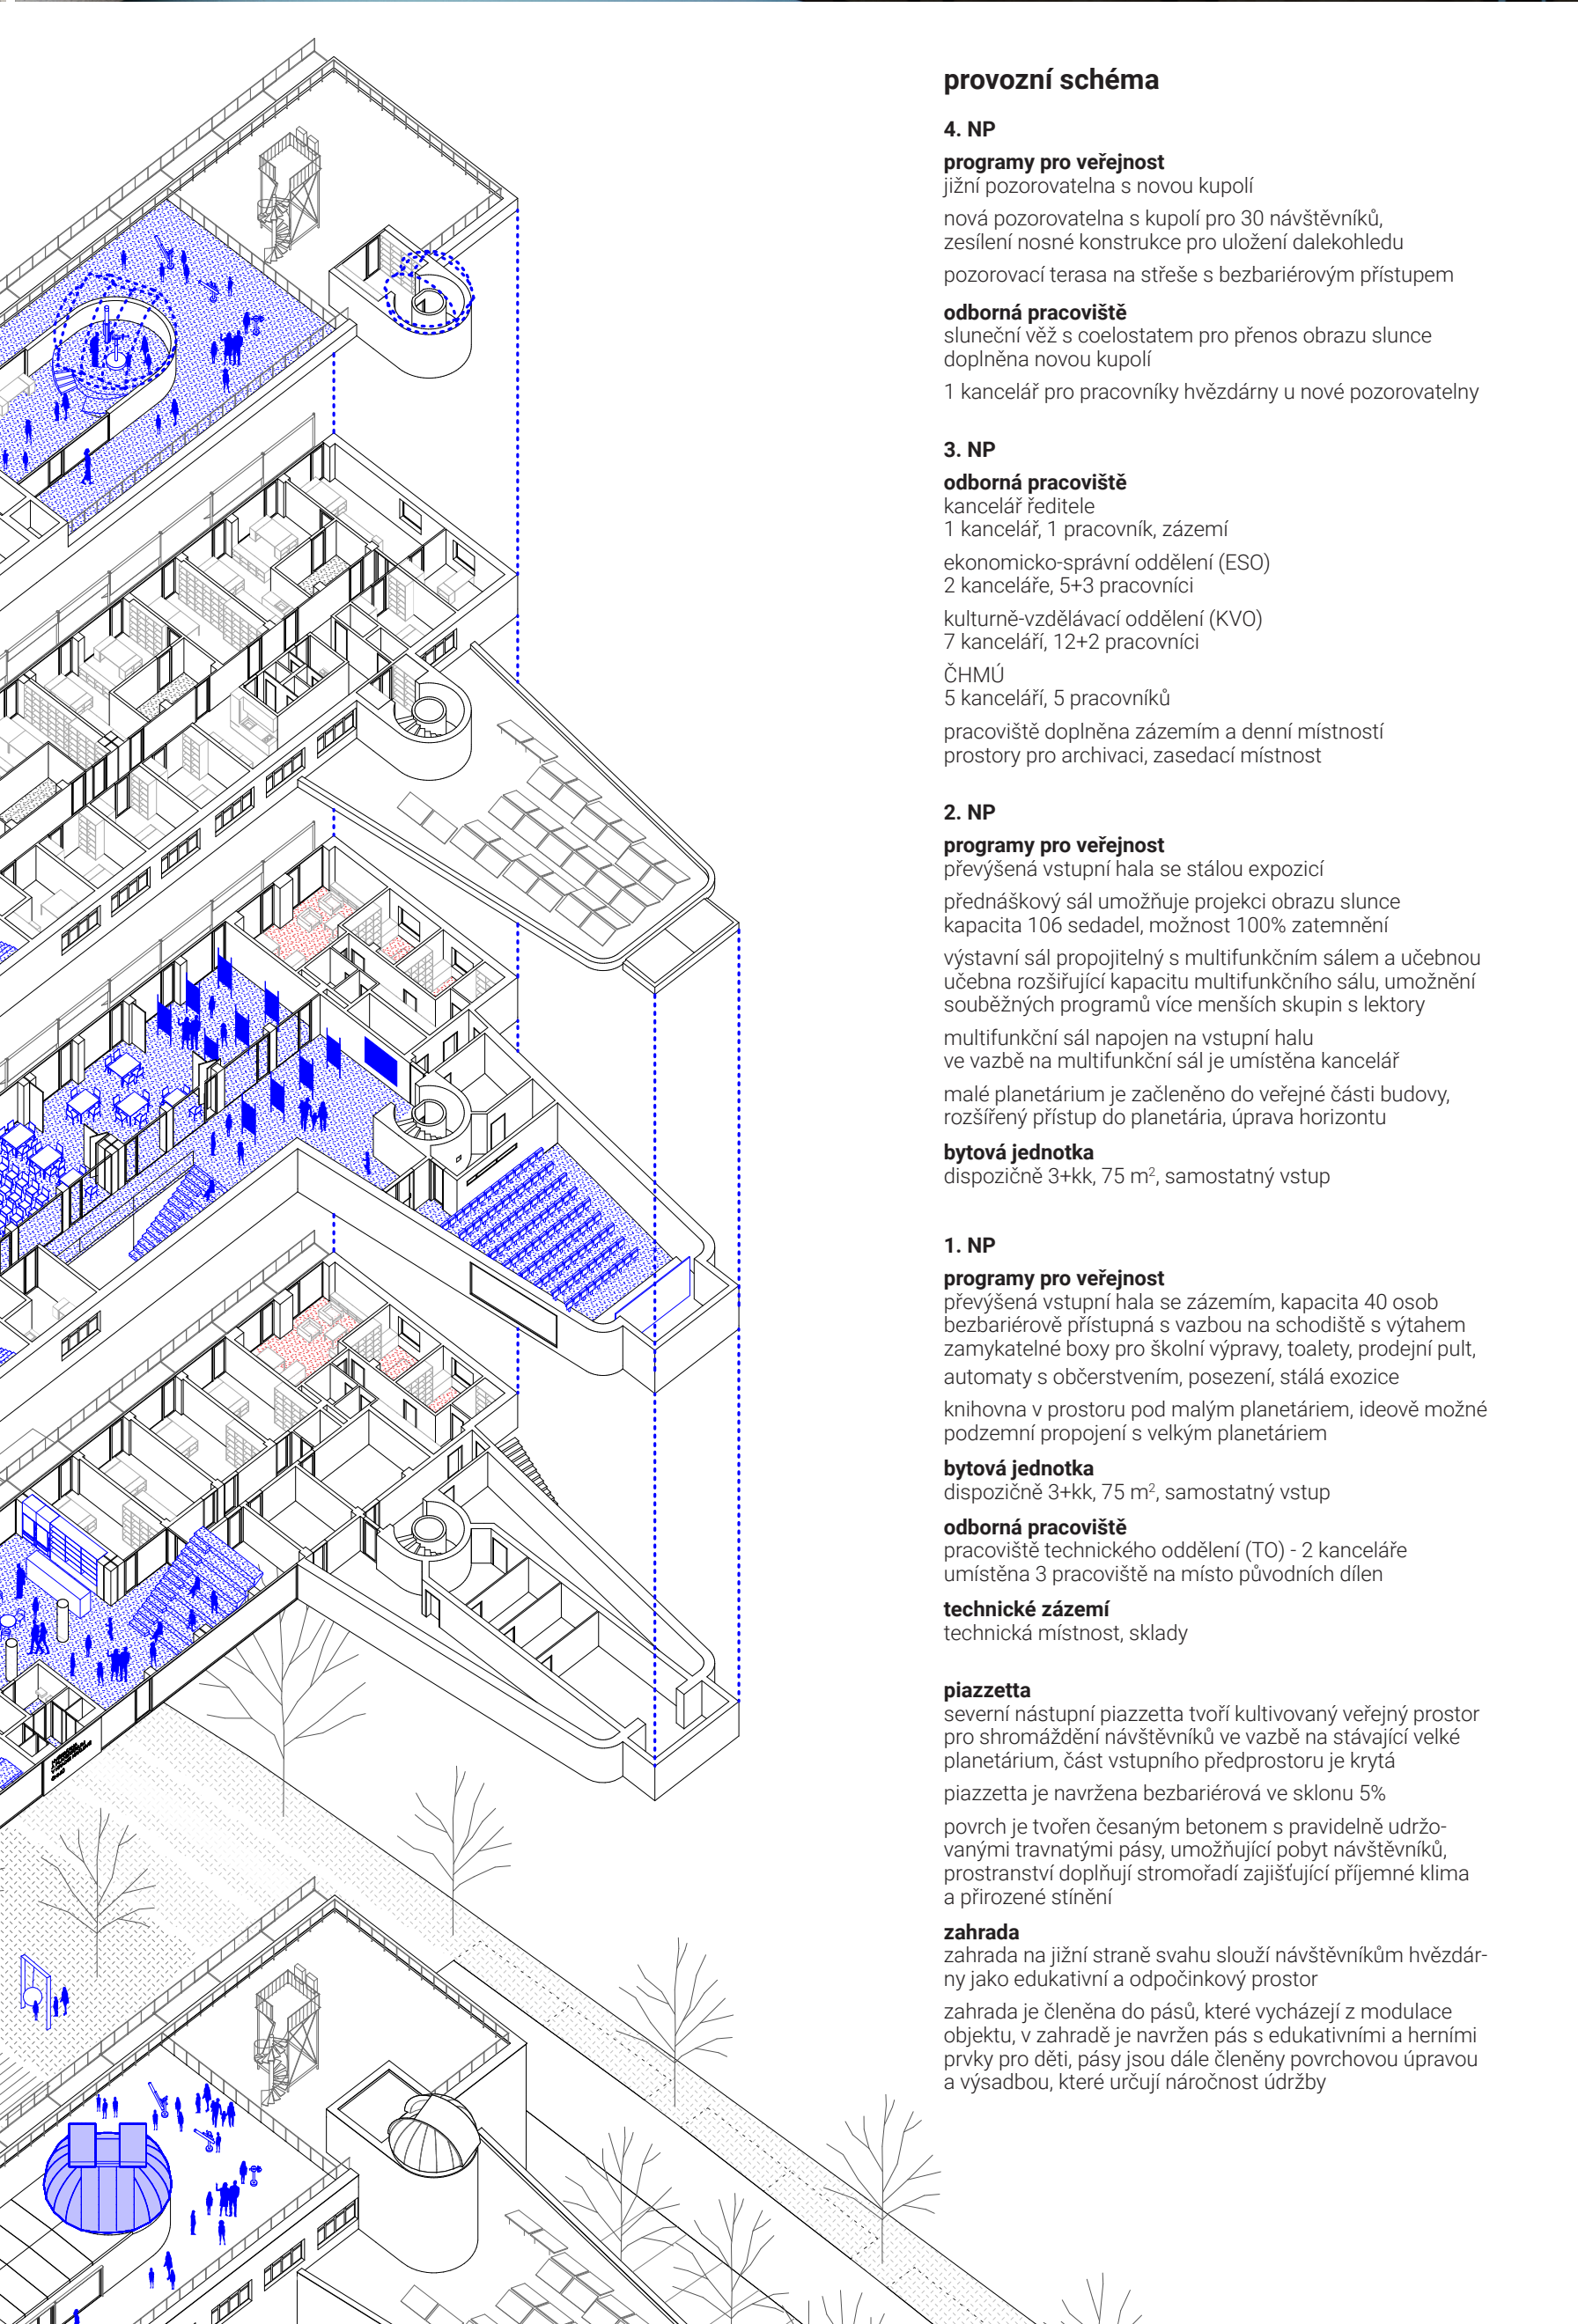 provozní schéma
4. NP
programy pro veřejnost
jižní pozorovatelna s novou kupolí
nová pozorovatelna s kupolí pro 30 návštěvníků,
zesílení nosné konstrukce pro uložení dalekohledu
pozorovací terasa na střeše s bezbariérovým přístupem
odborná pracoviště
sluneční věž s coelostatem pro přenos obrazu slunce
doplněna novou kupolí
1 kancelář pro pracovníky hvězdárny u nové pozorovatelny
3. NP
odborná pracoviště
kancelář ředitele
1 kancelář, 1 pracovník, zázemí
ekonomicko-správní oddělení (ESO)
2 kanceláře, 5+3 pracovníci
kulturně-vzdělávací oddělení (KVO)
7 kanceláří, 12+2 pracovníci
ČHMÚ
5 kanceláří, 5 pracovníků
pracoviště doplněna zázemím a denní místností
prostory pro archivaci, zasedací místnost
2. NP
programy pro veřejnost
převýšená vstupní hala se stálou expozicí
přednáškový sál umožňuje projekci obrazu slunce
kapacita 106 sedadel, možnost 100% zatemnění
výstavní sál propojitelný s multifunkčním sálem a učebnou
učebna rozšiřující kapacitu multifunkčního sálu, umožnění
souběžných programů více menších skupin s lektory
multifunkční sál napojen na vstupní halu
ve vazbě na multifunkční sál je umístěna kancelář
malé planetárium je začleněno do veřejné části budovy,
rozšířený přístup do planetária, úprava horizontu
bytová jednotka
dispozičně 3+kk, 75 m², samostatný vstup
1. NP
programy pro veřejnost
převýšená vstupní hala se zázemím, kapacita 40 osob
bezbariérově přístupná s vazbou na schodiště s výtahem
zamykatelné boxy pro školní výpravy, toalety, prodejní pult,
automaty s občerstvením, posezení, stálá exozice
knihovna v prostoru pod malým planetáriem, ideově možné
podzemní propojení s velkým planetáriem
bytová jednotka
dispozičně 3+kk, 75 m², samostatný vstup
odborná pracoviště
pracoviště technického oddělení (TO) - 2 kanceláře
umístěna 3 pracoviště na místo původních dílen
technické zázemí
technická místnost, sklady
piazzetta
severní nástupní piazzetta tvoří kultivovaný veřejný prostor
pro shromáždění návštěvníků ve vazbě na stávající velké
planetárium, část vstupního předprostoru je krytá
piazzetta je navržena bezbariérová ve sklonu 5%
povrch je tvořen česaným betonem s pravidelně udržo-
vanými travnatými pásy, umožňující pobyt návštěvníků,
prostranství doplňují stromořadí zajišťující příjemné klima
a přirozené stínění
zahrada
zahrada na jižní straně svahu slouží návštěvníkům hvězdár-
ny jako edukativní a odpočinkový prostor
zahrada je členěna do pásů, které vycházejí z modulace
objektu, v zahradě je navržen pás s edukativními a herními
prvky pro děti, pásy jsou dále členěny povrchovou úpravou
a výsadbou, které určují náročnost údržby